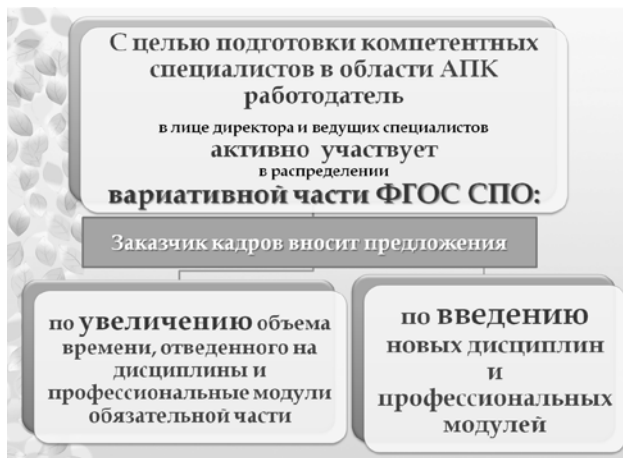 С целью подготовки компетентных
специалистов в области АПК
работодатель
в лице директора и ведущих специалистов
активно участвует
в распределении
вариативной части ФГОС СПО:
Заказчик кадров вносит предложения
по увеличению объема
времени, отведенного на
дисциплины и
профессиональные модули
обязательной части
по введению
новых дисциплин
и
профессиональных
модулей